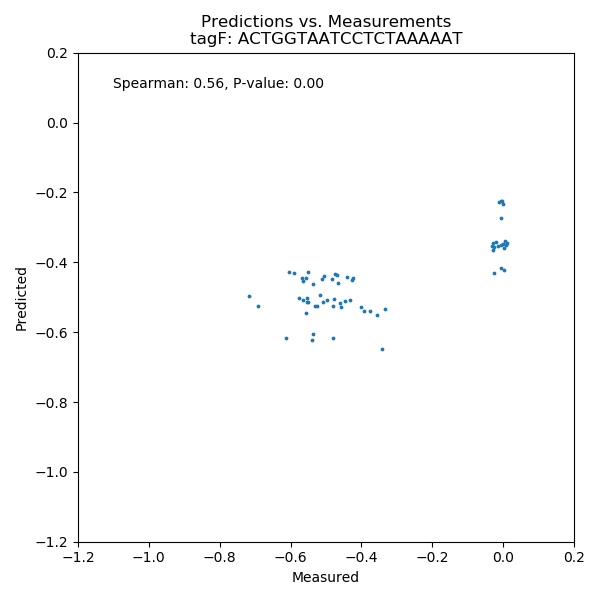 Predictions vs. Measurements
tagF: ACTGGTAATCCTCTAAAAAT
Spearman: 0.56, P-value: 0.00
0.2
0.0
−0.2
−0.4
−0.6
−0.8
−1.0
−1.2
Predicted
−1.2 −1.0 −0.8 −0.6 −0.4 −0.2 0.0 0.2
Measured